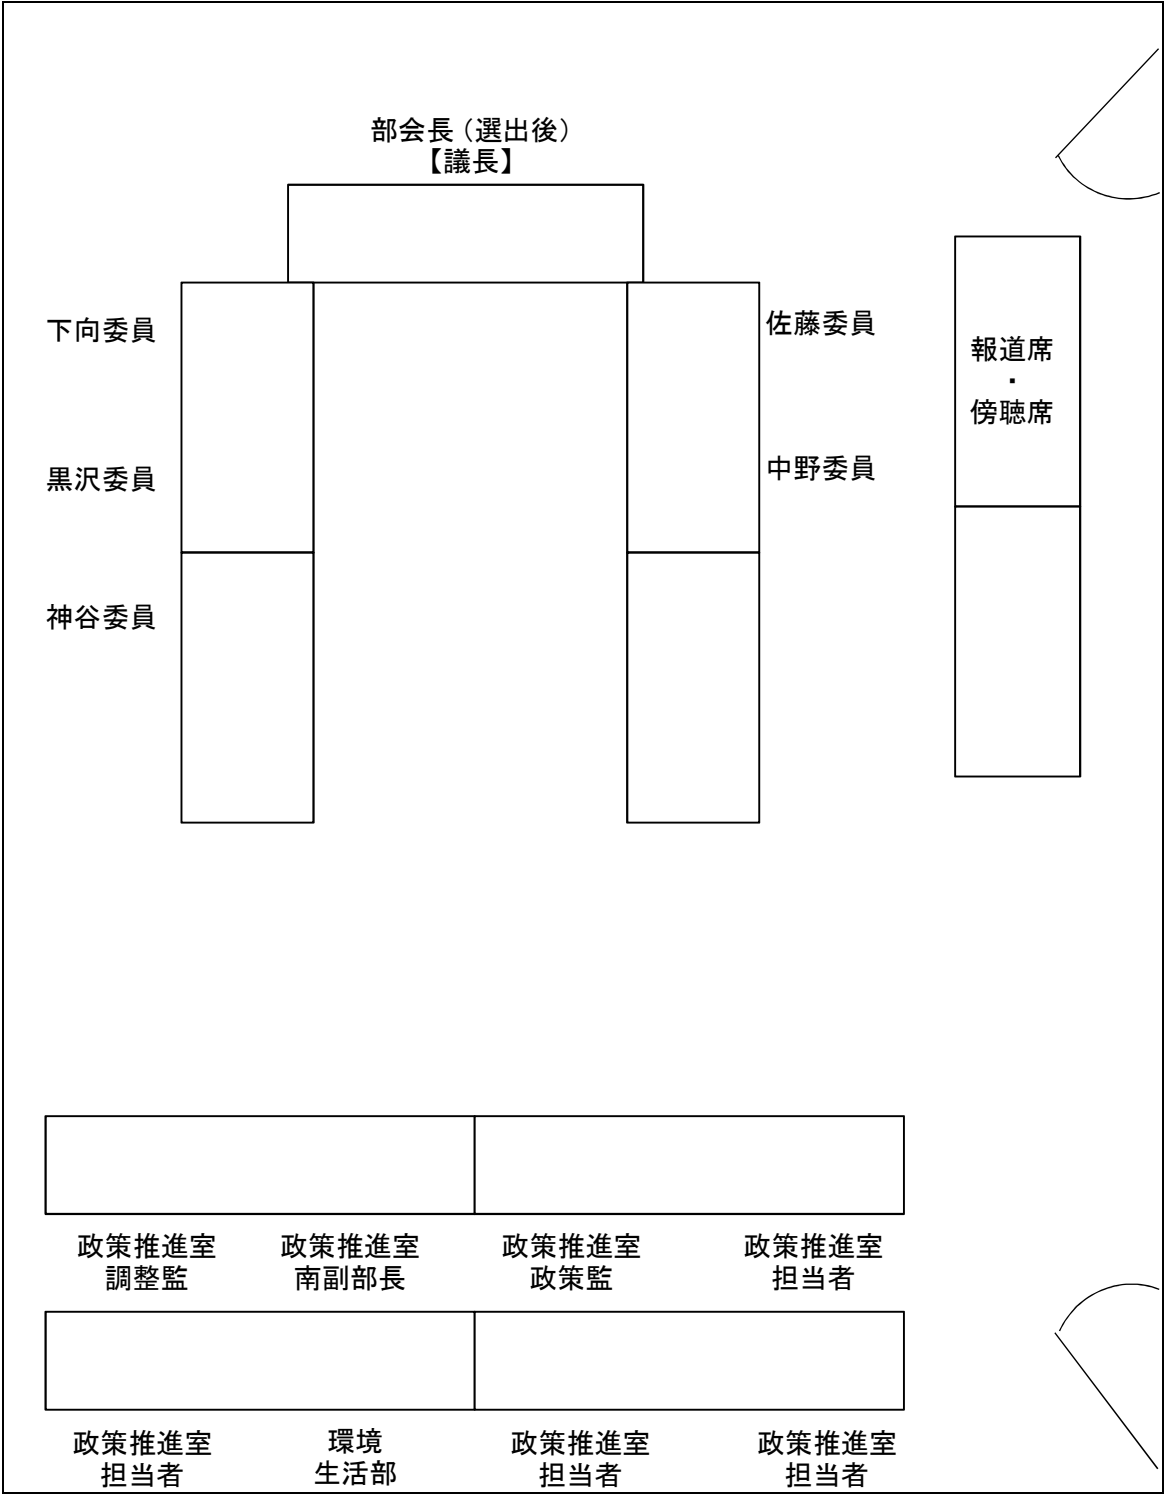 部会長（選出後）
【議長】
下向委員
佐藤委員
報道席
・
傍聴席
黒沢委員
中野委員
神谷委員
政策推進室
調整監
政策推進室
南副部長
政策推進室
政策監
政策推進室
担当者
政策推進室
担当者
環境
生活部
政策推進室
担当者
政策推進室
担当者